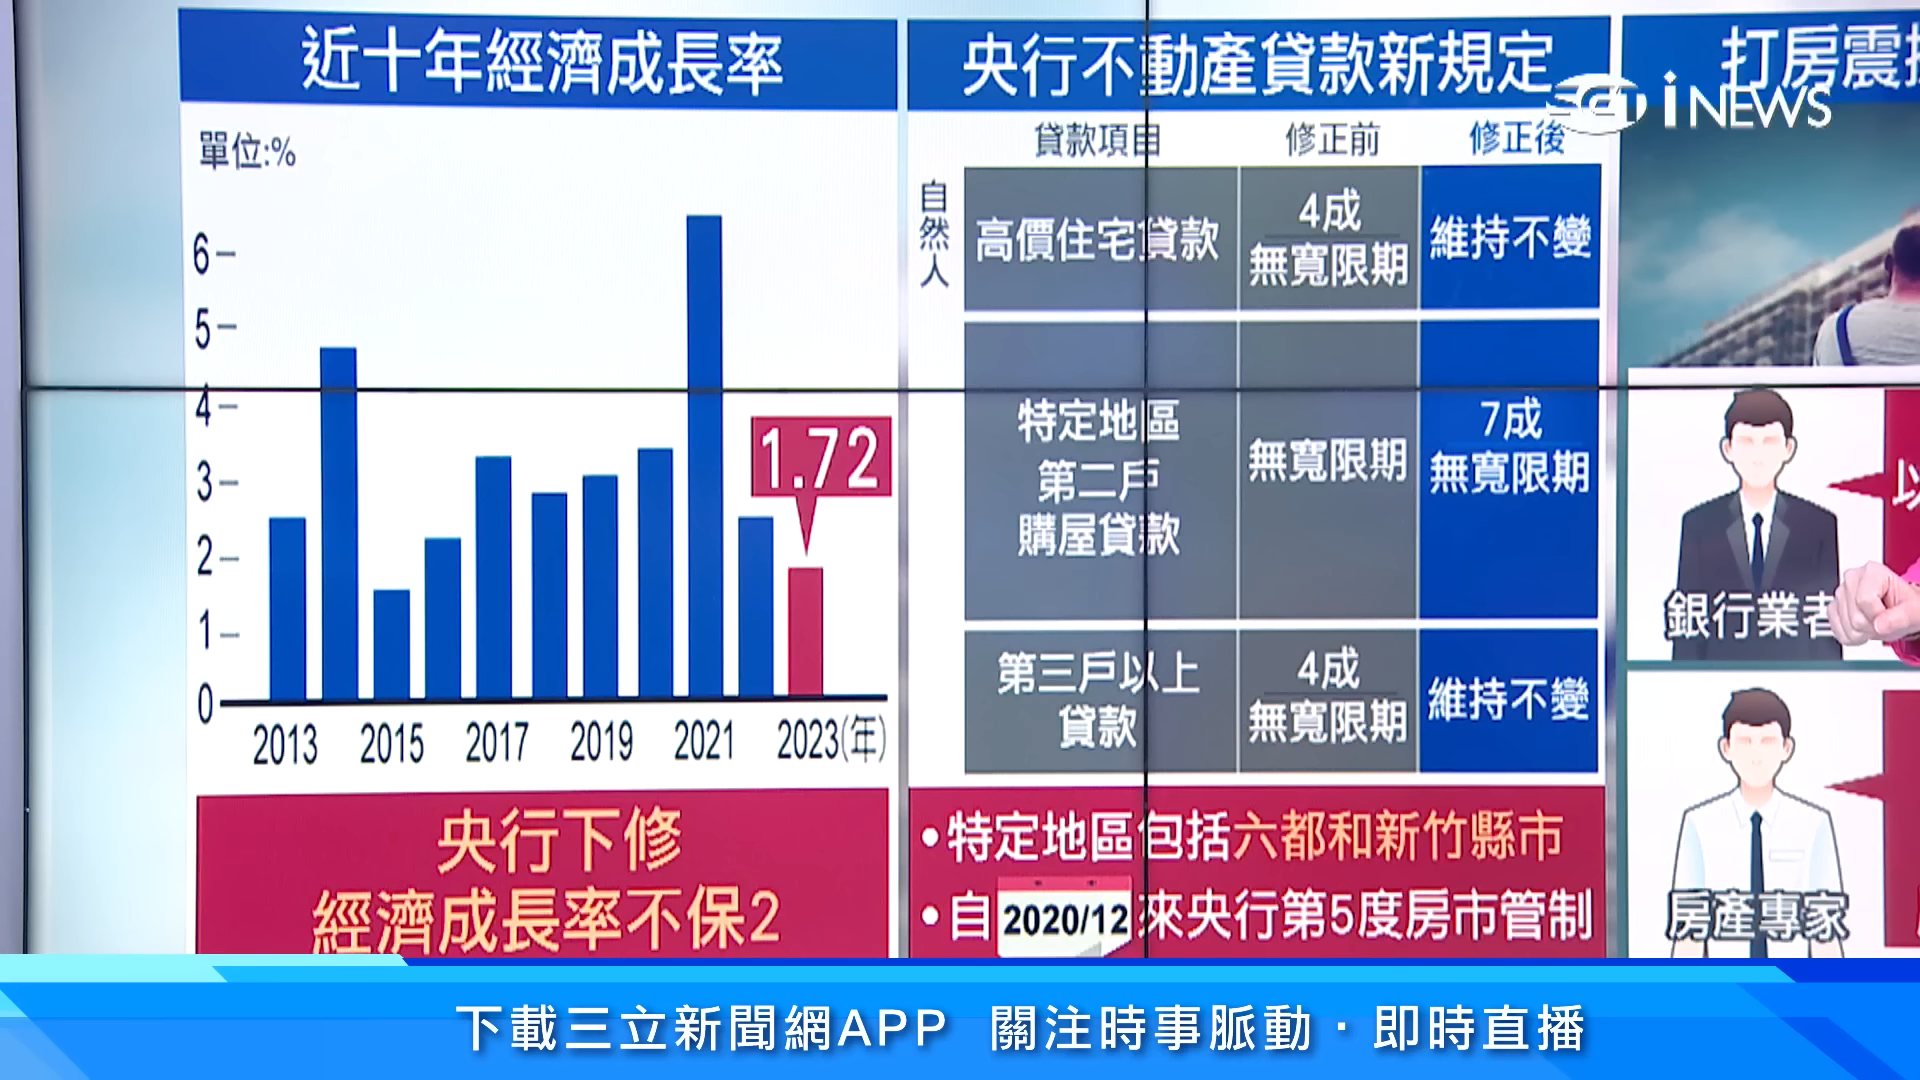 近十年經濟成長率
單位:%
6
5
4
3
2
1
0
1.72
2013 2015 2017 2019 2021 2023(年)
央行下修
經濟成長率不保2
央行不動產貸款新規定
貸款項目 修正前 修正後
自然人
高價住宅貸款
4成
無寬限期
維持不變
特定地區
第二戶
購屋貸款
無寬限期
7成
無寬限期
第三戶以上
貸款
4成
無寬限期
維持不變
•特定地區包括六都和新竹縣市
•自2020/12來央行第5度房市管制
打房震
SET iNEWS
銀行業者
以
房產專家
下載三立新聞網APP 關注時事脈動·即時直播